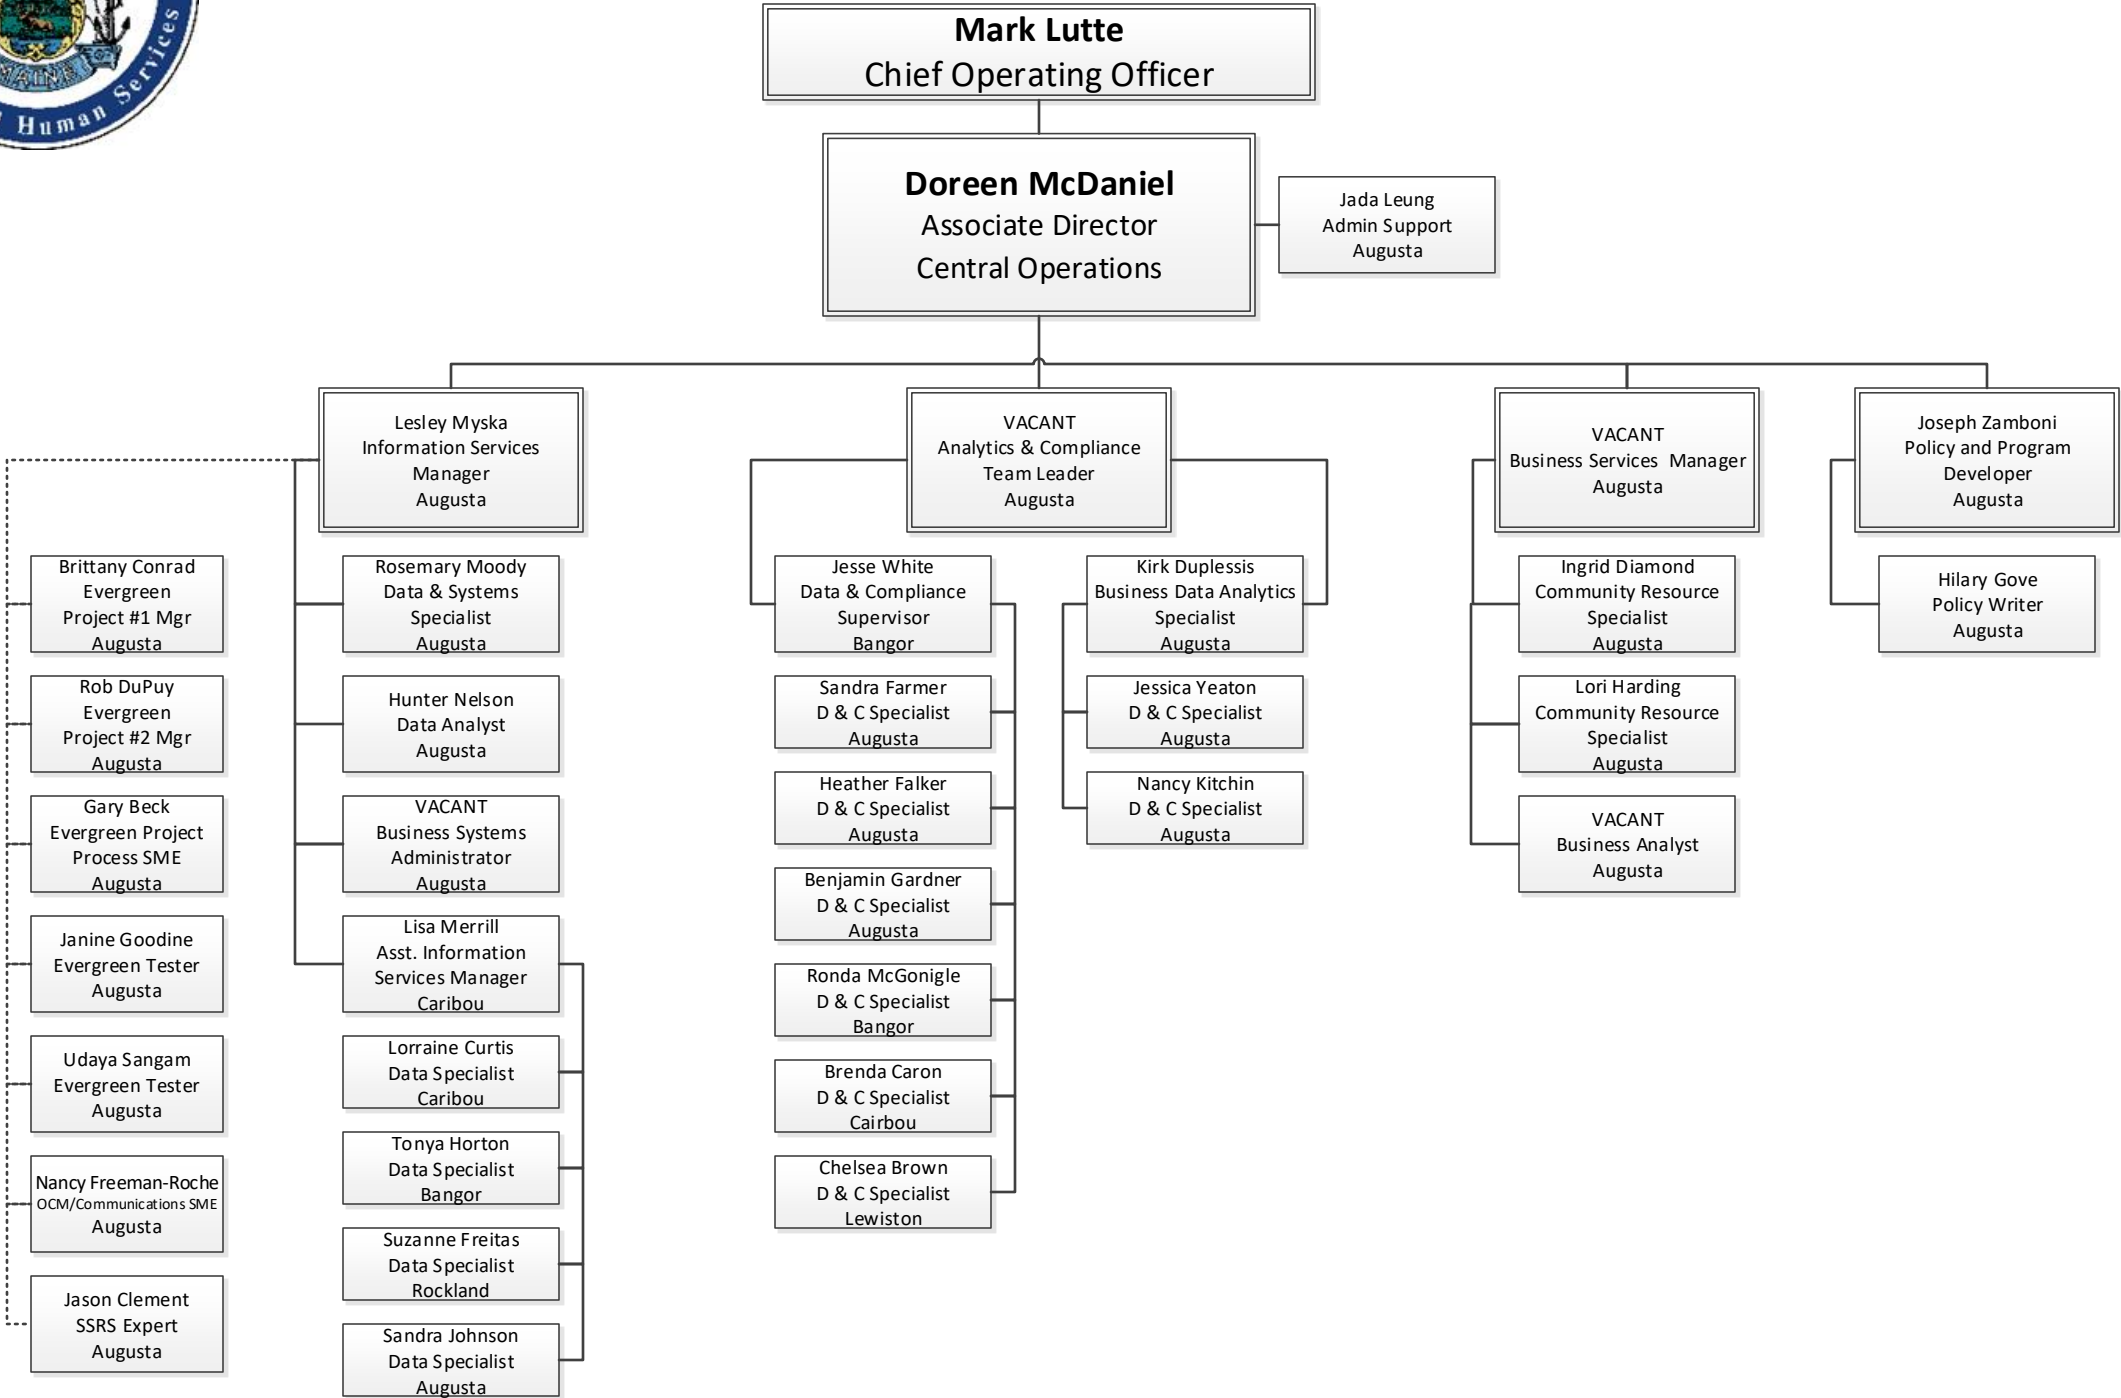 MAINE
Human Services
Mark Lutte
Chief Operating Officer
Doreen McDaniel
Associate Director
Central Operations
Jada Leung
Admin Support
Augusta
Lesley Myska
Information Services
Manager
Augusta
VACANT
Analytics & Compliance
Team Leader
Augusta
VACANT
Business Services Manager
Augusta
Joseph Zamboni
Policy and Program
Developer
Augusta
Brittany Conrad
Evergreen
Project #1 Mgr
Augusta
Rob DuPuy
Evergreen
Project #2 Mgr
Augusta
Gary Beck
Evergreen Project
Process SME
Augusta
Janine Goodine
Evergreen Tester
Augusta
Udaya Sangam
Evergreen Tester
Augusta
Nancy Freeman-Roche
OCM/Communications SME
Augusta
Jason Clement
SSRS Expert
Augusta
Rosemary Moody
Data & Systems
Specialist
Augusta
Hunter Nelson
Data Analyst
Augusta
VACANT
Business Systems
Administrator
Augusta
Lisa Merrill
Asst. Information
Services Manager
Caribou
Lorraine Curtis
Data Specialist
Caribou
Tonya Horton
Data Specialist
Bangor
Suzanne Freitas
Data Specialist
Rockland
Sandra Johnson
Data Specialist
Augusta
Jesse White
Data & Compliance
Supervisor
Bangor
Sandra Farmer
D & C Specialist
Augusta
Heather Falker
D & C Specialist
Augusta
Benjamin Gardner
D & C Specialist
Augusta
Ronda McGonigle
D & C Specialist
Bangor
Brenda Caron
D & C Specialist
Cairbou
Chelsea Brown
D & C Specialist
Lewiston
Kirk Duplessis
Business Data Analytics
Specialist
Augusta
Jessica Yeaton
D & C Specialist
Augusta
Nancy Kitchin
D & C Specialist
Augusta
Ingrid Diamond
Community Resource
Specialist
Augusta
Lori Harding
Community Resource
Specialist
Augusta
VACANT
Business Analyst
Augusta
Hilary Gove
Policy Writer
Augusta